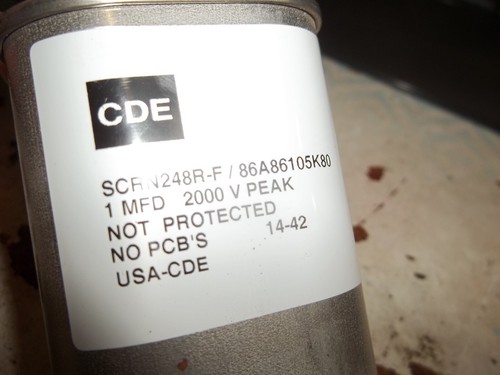 CDE
SCRN248R-F / 86A86105K80
1 MFD 2000 V PEAK
NOT PROTECTED
NO PCB'S 14-42
USA-CDE